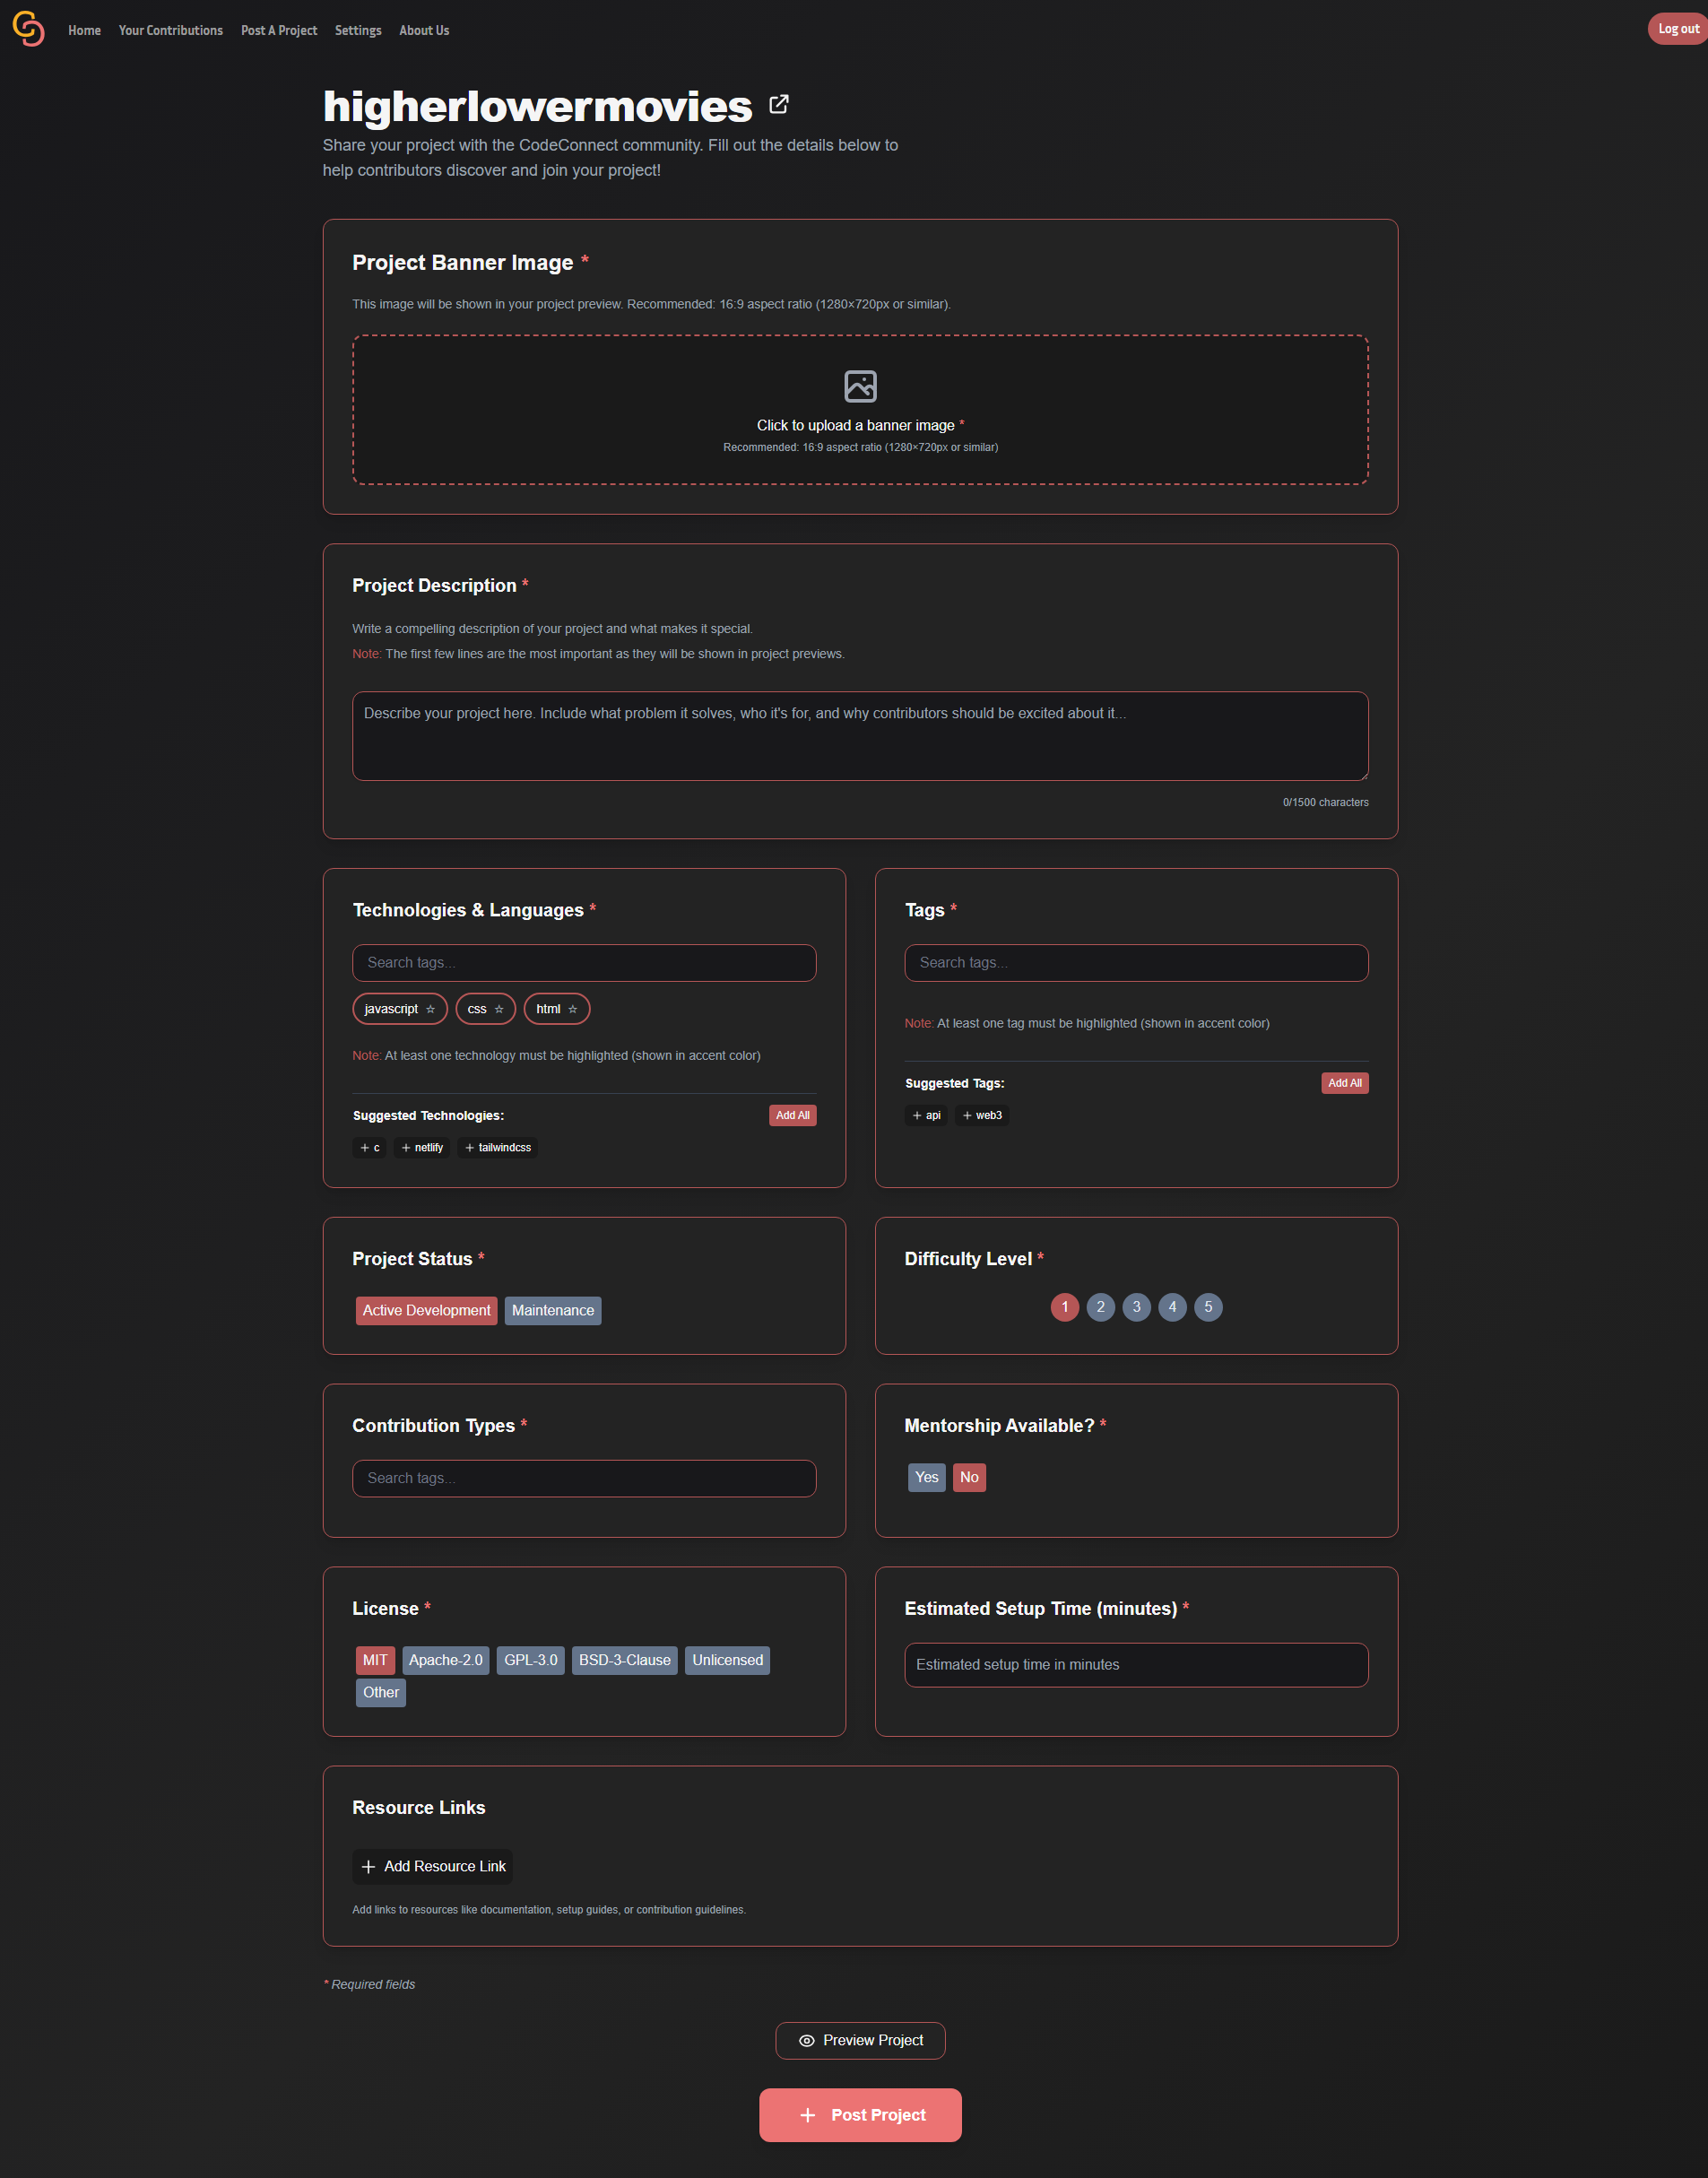 Home Your Contributions Post A Project Settings About Us Log out
higherlowermovies
Share your project with the CodeConnect community. Fill out the details below to
help contributors discover and join your project!
Project Banner Image *
This image will be shown in your project preview. Recommended: 16:9 aspect ratio (1280×720px or similar).
Click to upload a banner image *
Recommended: 16:9 aspect ratio (1280×720px or similar)
Project Description *
Write a compelling description of your project and what makes it special.
Note: The first few lines are the most important as they will be shown in project previews.
Describe your project here. Include what problem it solves, who it's for, and why contributors should be excited about it...
0/1500 characters
Technologies & Languages *
Search tags...
javascript ☆ css ☆ html ☆
Note: At least one technology must be highlighted (shown in accent color)
Suggested Technologies: Add All
+ c + netlify + tailwindcss
Tags *
Search tags...
Note: At least one tag must be highlighted (shown in accent color)
Suggested Tags: Add All
+ api + web3
Project Status *
Active Development Maintenance
Difficulty Level *
1 2 3 4 5
Contribution Types *
Search tags...
Mentorship Available? *
Yes No
License *
MIT Apache-2.0 GPL-3.0 BSD-3-Clause Unlicensed
Other
Estimated Setup Time (minutes) *
Estimated setup time in minutes
Resource Links
+ Add Resource Link
Add links to resources like documentation, setup guides, or contribution guidelines.
* Required fields
Preview Project
+ Post Project